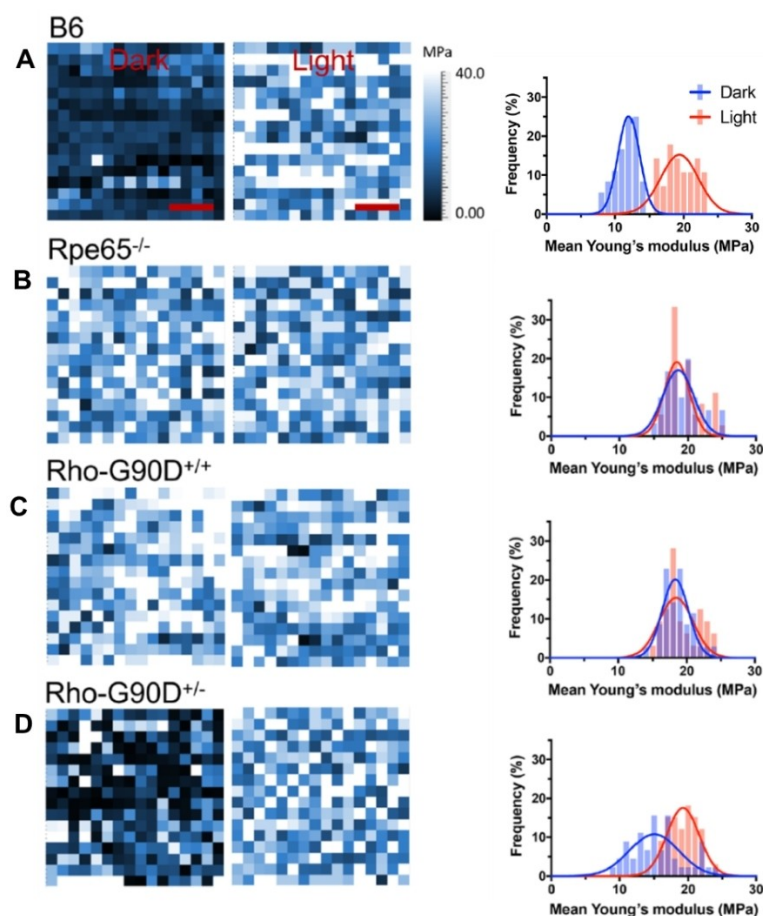 B6
A
Dark
Light
MPa
40.0
0.00
Frequency (%)
30
20
10
0
0 10 20 30
Mean Young’s modulus (MPa)
Dark
Light
Rpe65-/-
B
Frequency (%)
30
20
10
0
0 10 20 30
Mean Young’s modulus (MPa)
Rho-G90D+/+
C
Frequency (%)
30
20
10
0
0 10 20 30
Mean Young’s modulus (MPa)
Rho-G90D+/-
D
Frequency (%)
30
20
10
0
0 10 20 30
Mean Young’s modulus (MPa)